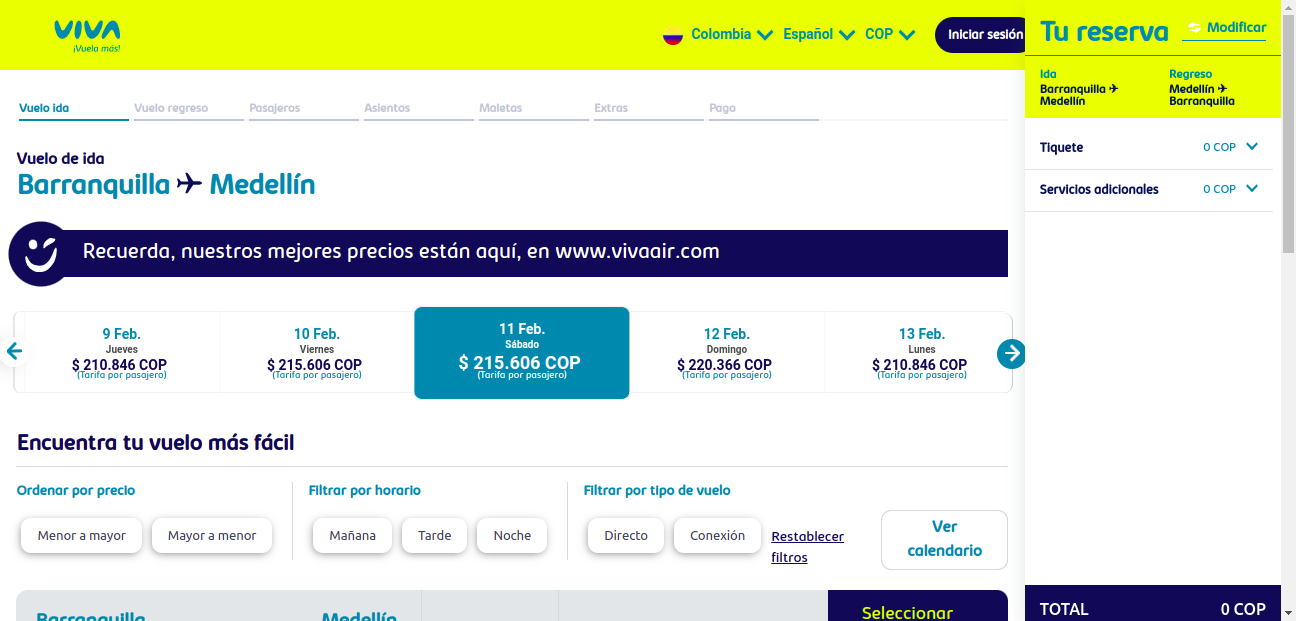 VIVA
¡Vuela más!
Colombia
Español
COP
Iniciar sesión
Tu reserva
Modificar
Ida
Barranquilla ✈
Medellín
Regreso
Medellín ✈
Barranquilla
Tiquete
0 COP
Servicios adicionales
0 COP
Vuelo ida
Vuelo regreso
Pasajeros
Asientos
Maletas
Extras
Pago
Vuelo de ida
Barranquilla ✈ Medellín
Recuerda, nuestros mejores precios están aquí, en www.vivaair.com
9 Feb.
Jueves
$ 210.846 COP
(Tarifa por pasajero)
10 Feb.
Viernes
$ 215.606 COP
(Tarifa por pasajero)
11 Feb.
Sábado
$ 215.606 COP
(Tarifa por pasajero)
12 Feb.
Domingo
$ 220.366 COP
(Tarifa por pasajero)
13 Feb.
Lunes
$ 210.846 COP
(Tarifa por pasajero)
Encuentra tu vuelo más fácil
Ordenar por precio
Menor a mayor
Mayor a menor
Filtrar por horario
Mañana
Tarde
Noche
Filtrar por tipo de vuelo
Directo
Conexión
Restablecer
filtros
Ver
calendario
Barranquilla
Medellín
Seleccionar
TOTAL
0 COP